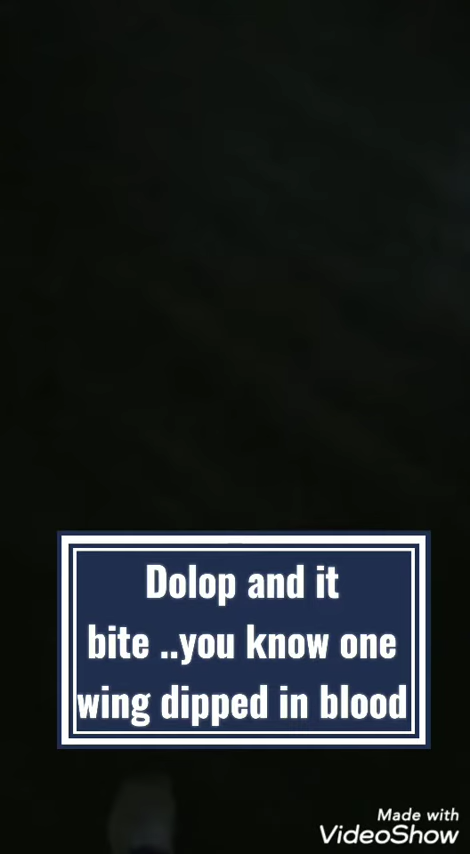 Dolop and it
bite ..you know one
wing dipped in blood
Made with
VideoShow